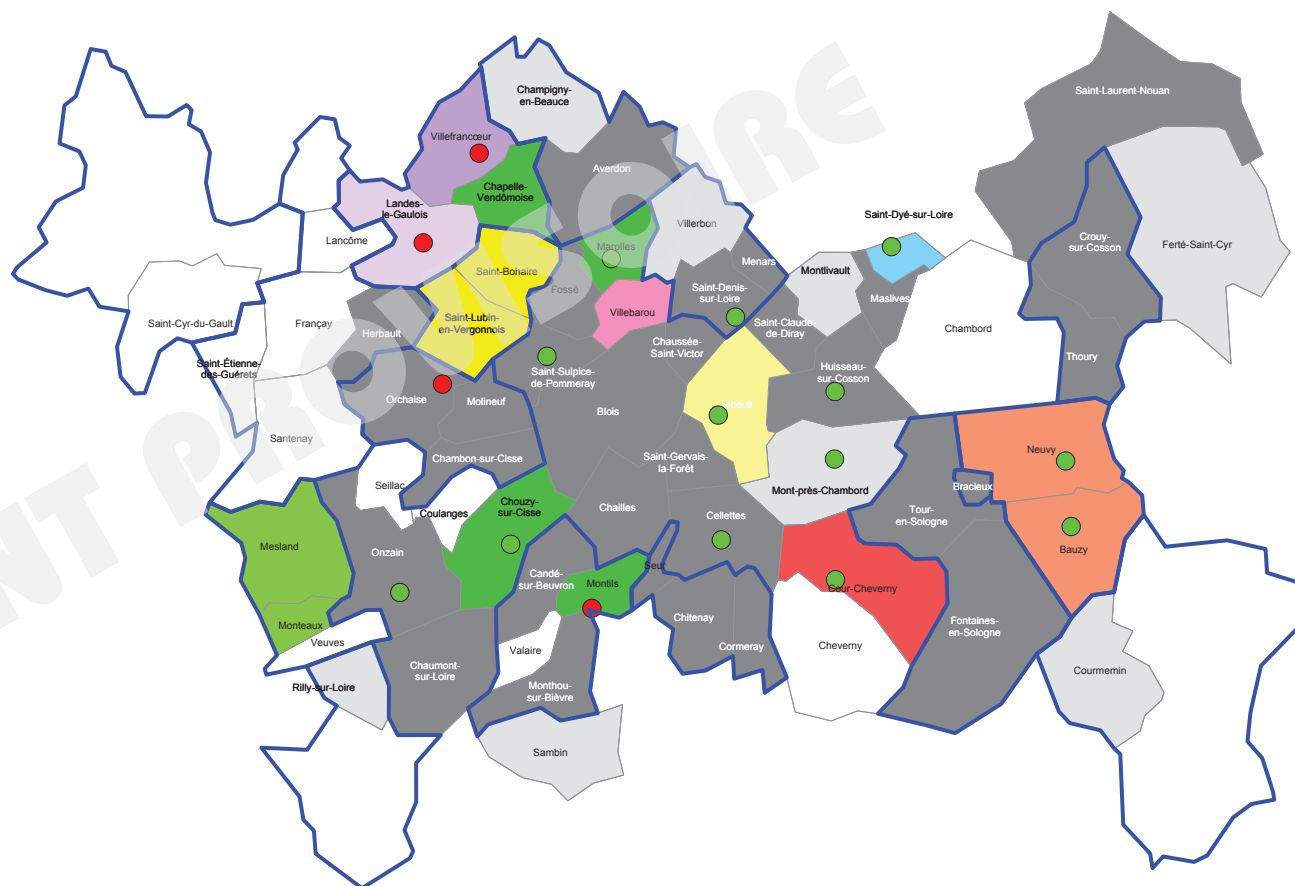 Saint-Laurent-Nouan
Champigny-
en-Beauce
Villefrancœur
Averdon
Chapelle-
Vendômoise
Landes-
le-Gaulois
Saint-Dyé-sur-Loire
Villerbon
Lancôme
Crouy-
sur-Cosson
Ferté-Saint-Cyr
Marolles
Menars
Saint-Bonaire
Montlivault
Fossé
Saint-Denis-
sur-Loire
Maslives
Villebarou
Saint-Cyr-du-Gault
Françay
Herbault
Saint-Lubin-
en-Vergonnois
Saint-Claude
de-Diray
Chambord
Chaussée-
Saint-Victor
Thoury
Saint-Étienne-
des-Guérets
Saint-Sulpice-
de-Pommeray
Huisseau-
sur-Cosson
Orchaise
Molineuf
Blois
Vineuil
Santenay
Neuvy
Chambon-sur-Cisse
Saint-Gervais-
la-Forêt
Seillac
Mont-près-Chambord
Bracieux
Coulanges
Chouzy-
sur-Cisse
Chailles
Cellettes
Tour-
en-Sologne
Mesland
Onzain
Bauzy
Candé-
sur-Beuvron
Montils
Seur
Cour-Cheverny
Monteaux
Chitenay
Fontaines-
en-Sologne
Veuves
Valaire
Cormeray
Cheverny
Chaumont-
sur-Loire
Courmemin
Rilly-sur-Loire
Monthou-
sur-Bièvre
Sambin
NT PROVISOIRE